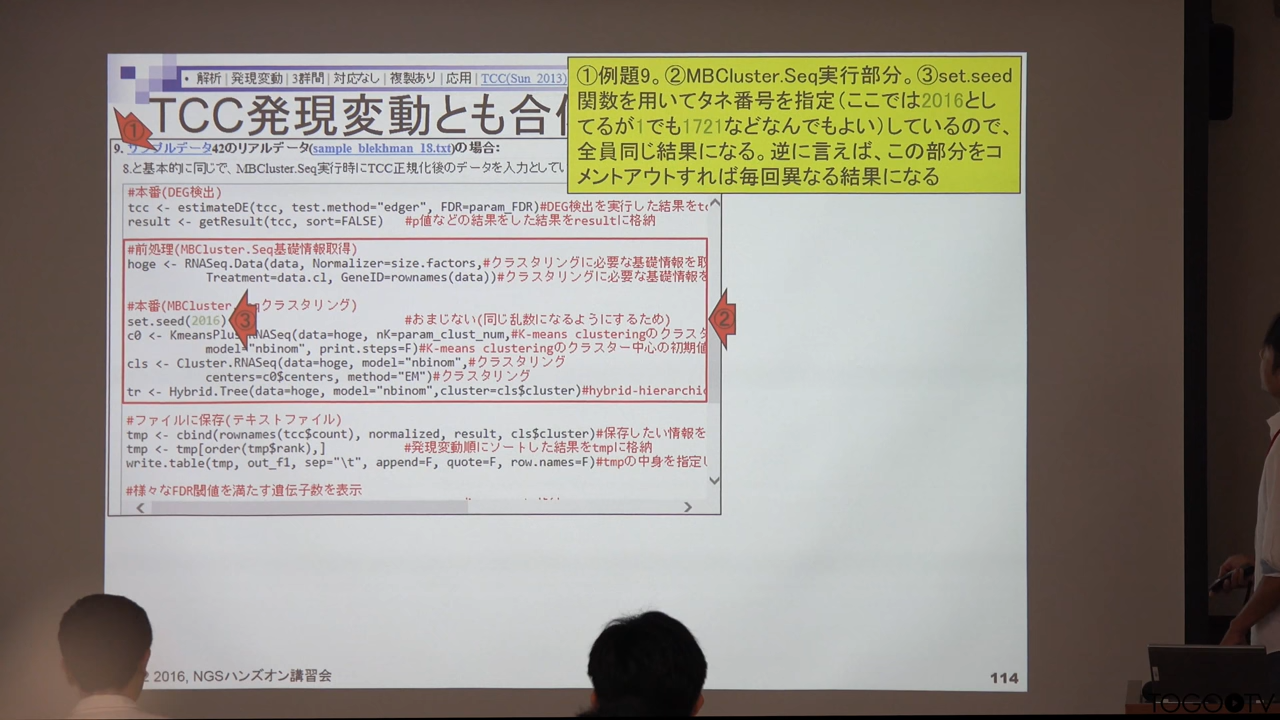 • 解析 | 発現変動 | 3群間 | 対応なし | 複製あり | 応用 | TCC(Sun_2013)
TCC発現変動とも合
①例題9。②MBCluster.Seq実行部分。③set.seed
関数を用いてタネ番号を指定(ここでは2016とし
てるが1でも1721などなんでもよい)しているので、
全員同じ結果になる。逆に言えば、この部分をコ
メントアウトすれば毎回異なる結果になる
①
9. サンプルデータ42のリアルデータ(sample_blekhman_18.txt)の場合:
8.と基本的に同じで、MBCluster.Seq実行時にTCC正規化後のデータを入力として
#本番(DEG検出)
tcc <- estimateDE(tcc, test.method="edger", FDR=param_FDR)#DEG検出を実行した結果をtc
result <- getResult(tcc, sort=FALSE) #p値などの結果をした結果をresultに格納
#前処理(MBCluster.Seq基礎情報取得)
hoge <- RNASeq.Data(data, Normalizer=size.factors,#クラスタリングに必要な基礎情報を取
Treatment=data.cl, GeneID=rownames(data))#クラスタリングに必要な基礎情報を
#本番(MBCluster.Seqクラスタリング)
set.seed(2016) #おまじない(同じ乱数になるようにするため)
③
②
c0 <- KmeansPlus.RNASeq(data=hoge, nK=param_clust_num,#K-means clusteringのクラスタ
model="nbinom", print.steps=F)#K-means clusteringのクラスター中心の初期値
cls <- Cluster.RNASeq(data=hoge, model="nbinom",#クラスタリング
centers=c0$centers, method="EM")#クラスタリング
tr <- Hybrid.Tree(data=hoge, model="nbinom",cluster=cls$cluster)#hybrid-hierarchic
#ファイルに保存(テキストファイル)
tmp <- cbind(rownames(tcc$count), normalized, result, cls$cluster)#保存したい情報を
tmp <- tmp[order(tmp$rank),] #発現変動順にソートした結果をtmpに格納
write.table(tmp, out_f1, sep="\t", append=F, quote=F, row.names=F)#tmpの中身を指定し
#様々なFDR閾値を満たす遺伝子数を表示
2016, NGSハンズオン講習会
114
TOGOTV